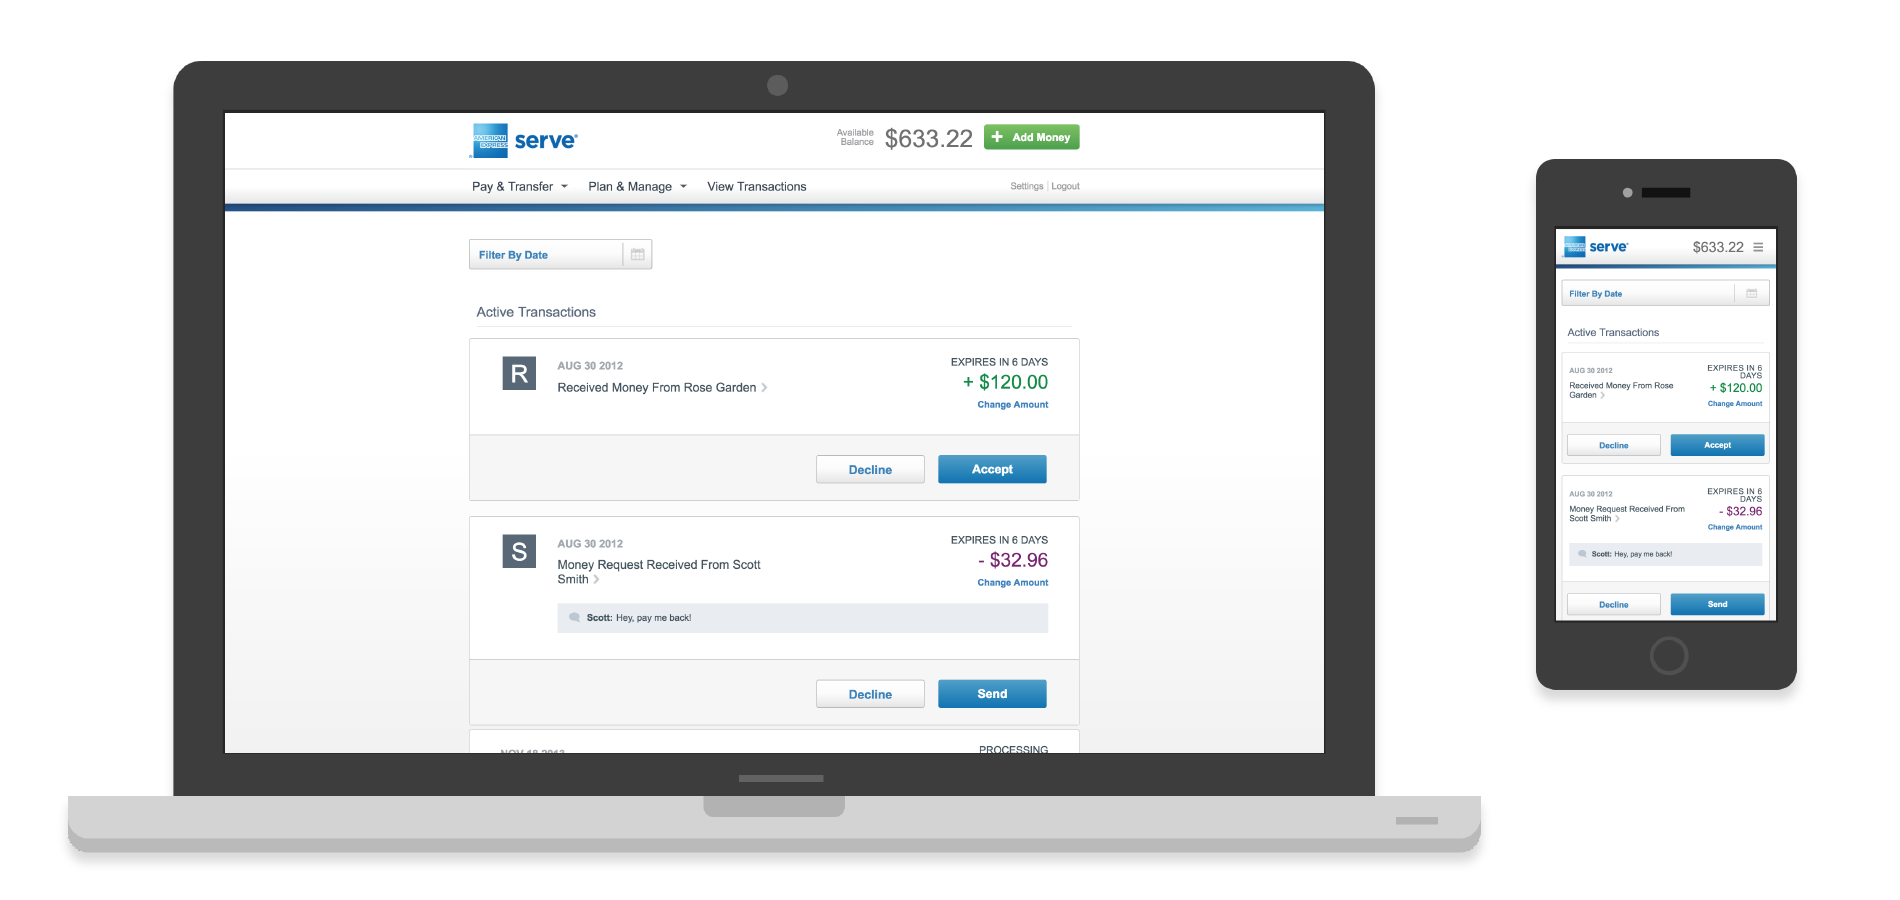 AMERICAN
EXPRESS
serve
Available
Balance
$633.22
+ Add Money
Pay & Transfer
Plan & Manage
View Transactions
Settings | Logout
Filter By Date
Active Transactions
R
AUG 30 2012
Received Money From Rose Garden
EXPIRES IN 6 DAYS
+ $120.00
Change Amount
Decline
Accept
S
AUG 30 2012
Money Request Received From Scott
Smith
EXPIRES IN 6 DAYS
- $32.96
Change Amount
Scott: Hey, pay me back!
Decline
Send
NOV 18 2013
PROCESSING
serve
$633.22
Filter By Date
Active Transactions
AUG 30 2012
Received Money From Rose
Garden
EXPIRES IN 6
DAYS
+ $120.00
Change Amount
Decline
Accept
AUG 30 2012
Money Request Received From
Scott Smith
EXPIRES IN 6
DAYS
- $32.96
Change Amount
Scott: Hey, pay me back!
Decline
Send